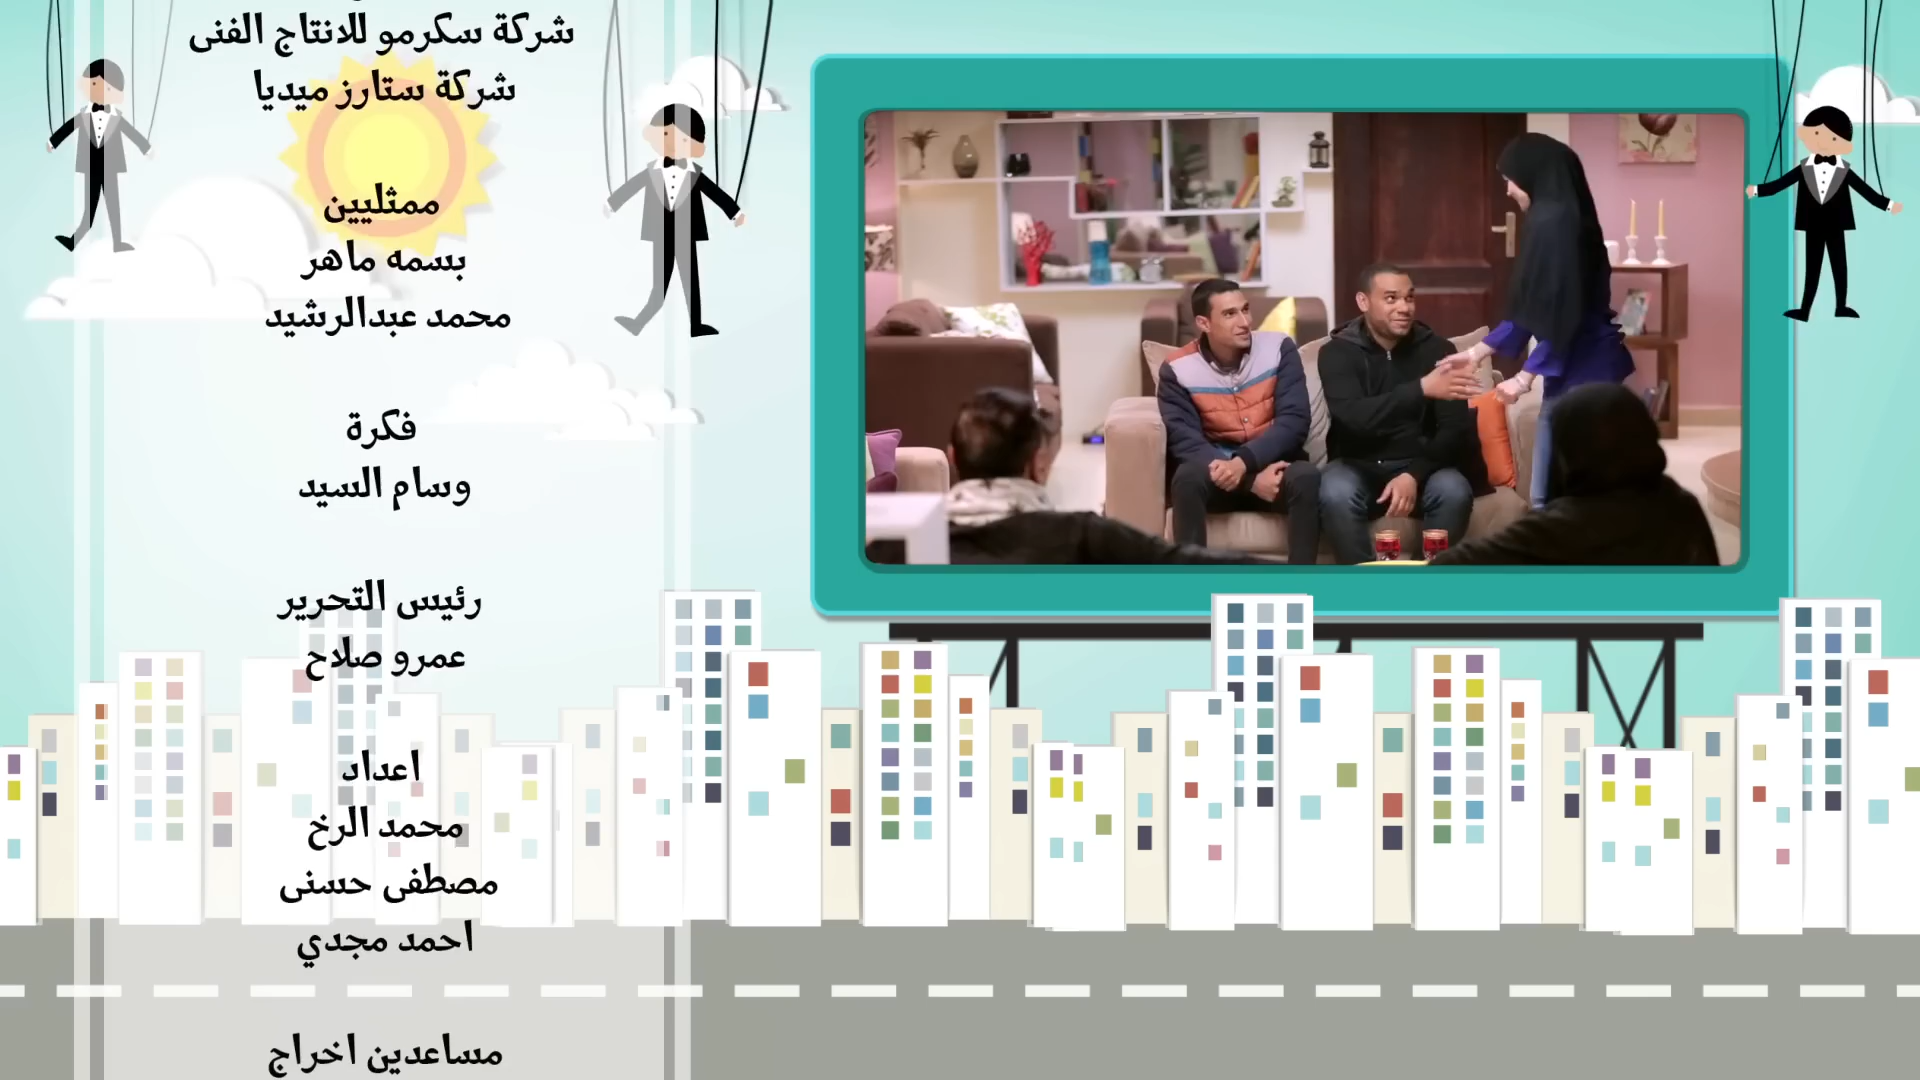 شركة سكرمو للانتاج الفنى
شركة ستارز ميديا
ممثليين
بسمه ماهر
محمد عبدالرشيد
فكرة
وسام السيد
رئيس التحرير
عمرو صلاح
اعداد
محمد الرخ
مصطفى حسنى
احمد مجدي
مساعدين اخراج